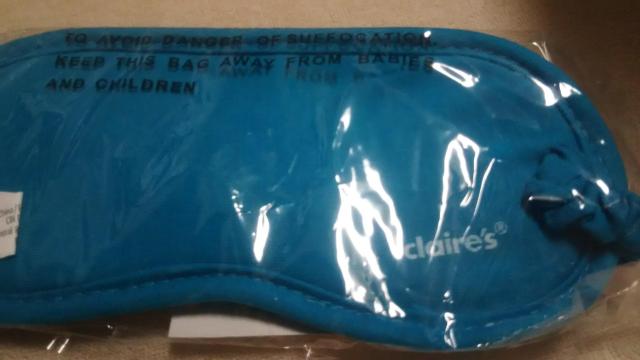 TO AVOID DANGER OF SUFFOCATION,
KEEP THIS BAG AWAY FROM BABIES
AND CHILDREN
claire's®